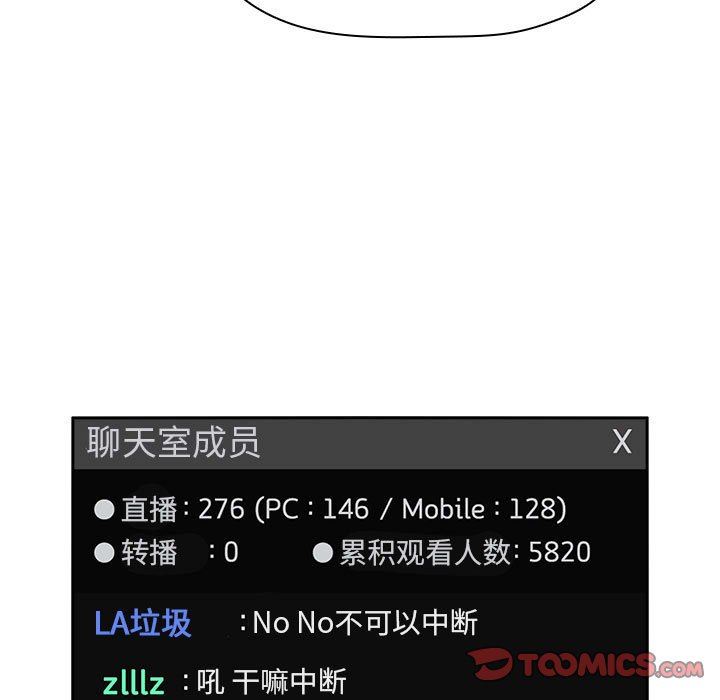 聊天室成员 X
直播 : 276 (PC : 146 / Mobile : 128)
转播 : 0 累积观看人数: 5820
LA垃圾 :No No不可以中断
zlllz :吼 干嘛中断
TOOMICS.COM